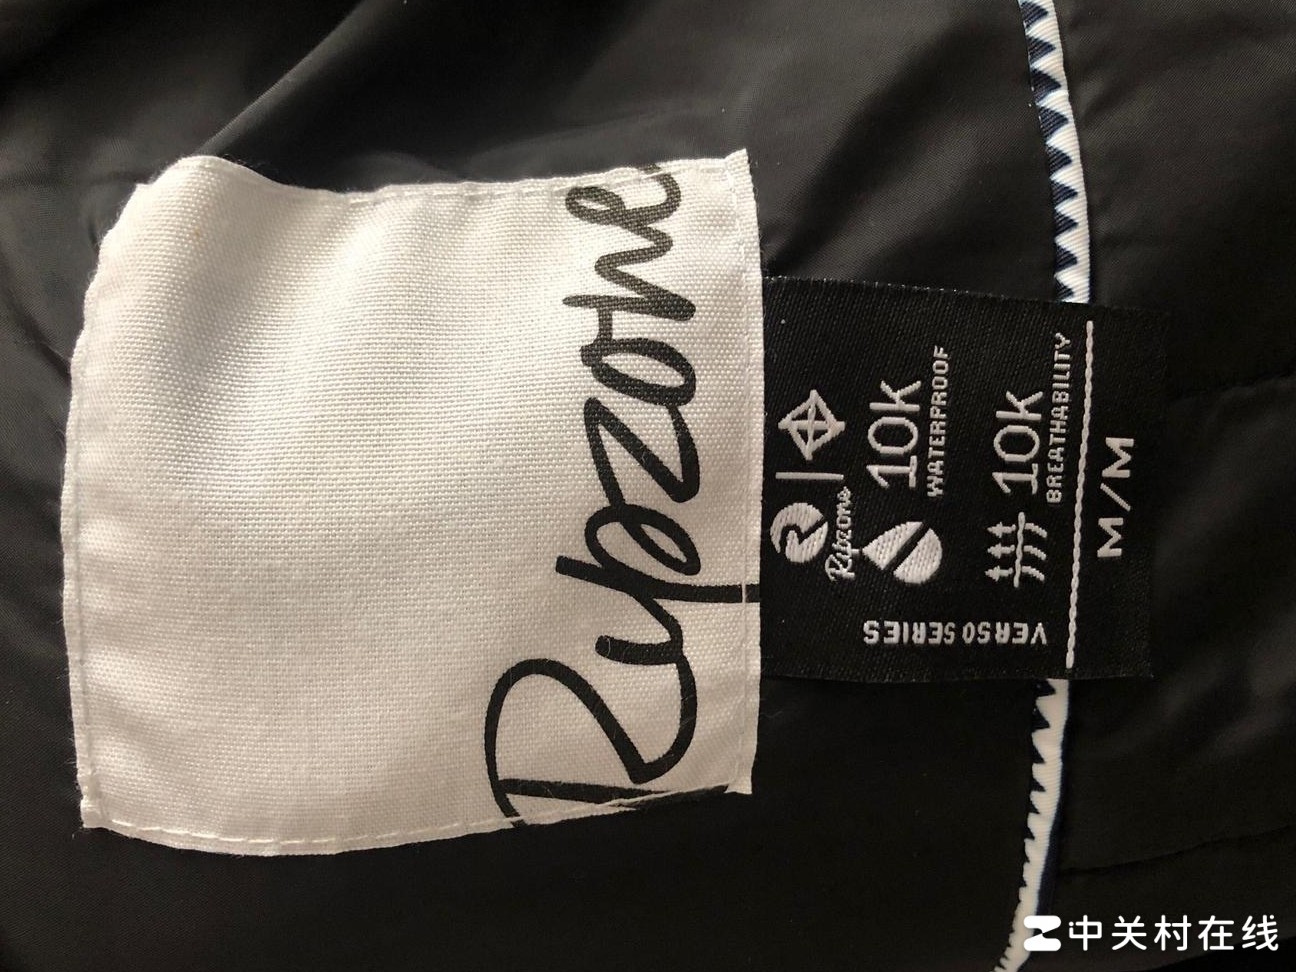 Ripzone
Ripzone
10K
WATERPROOF
10K
BREATHABILITY
VERSO SERIES
M/M
中关村在线